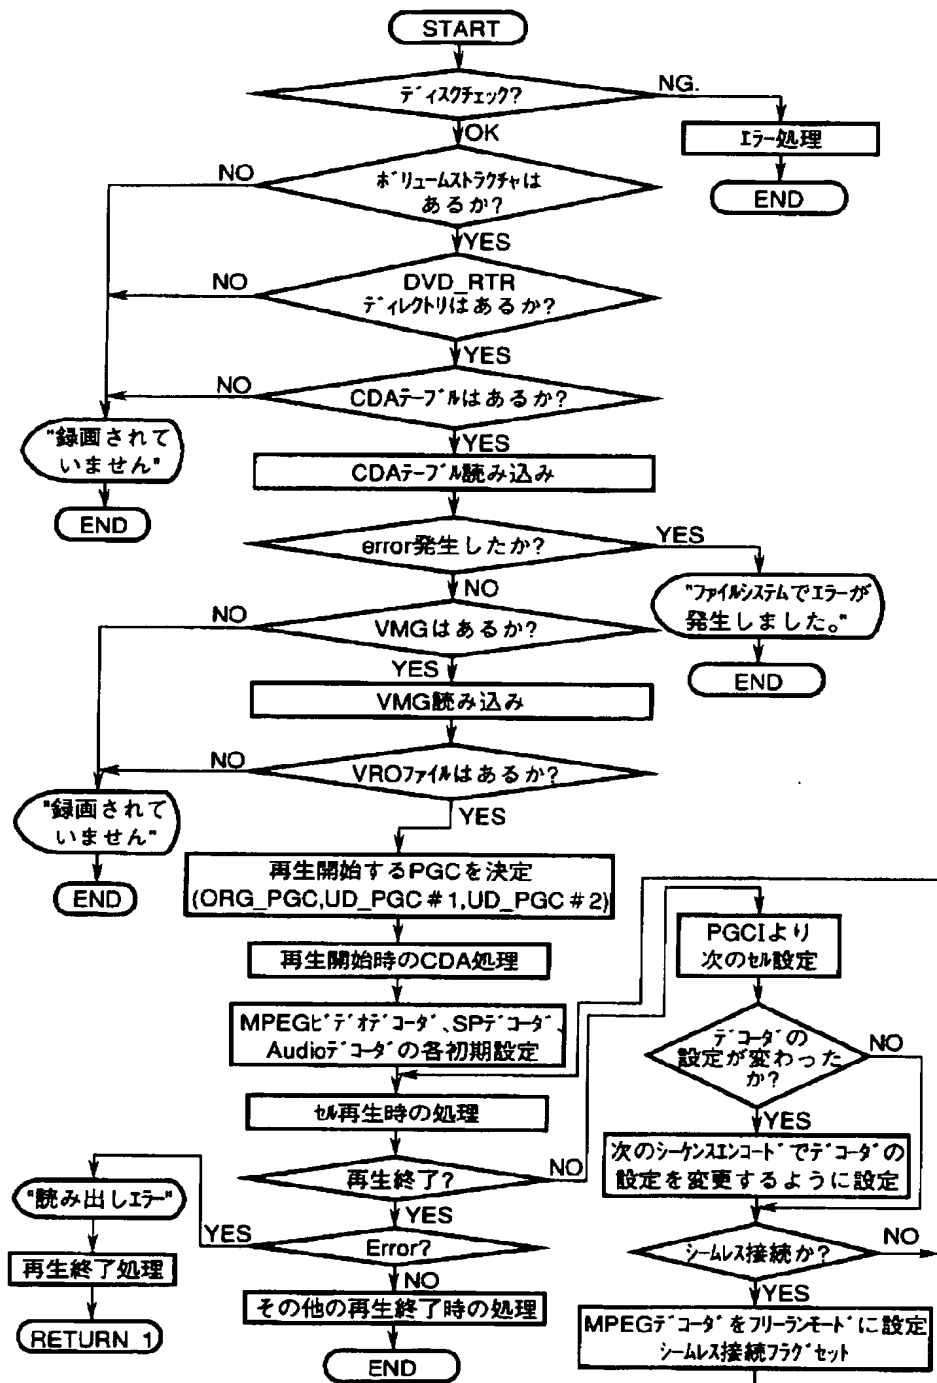 START
ディスクチェック?
NG.
エラー処理
END
OK
ボリュームストラクチャは
あるか?
NO
YES
DVD_RTR
ディレクトリはあるか?
NO
YES
CDAテーブルはあるか?
NO
"録画されて
いません"
END
YES
CDAテーブル読み込み
error発生したか?
YES
"ファイルシステムでエラーが
発生しました。"
END
NO
VMGはあるか?
NO
YES
VMG読み込み
VROファイルはあるか?
NO
"録画されて
いません"
END
YES
再生開始するPGCを決定
(ORG_PGC,UD_PGC#1,UD_PGC#2)
再生開始時のCDA処理
MPEGビデオデコーダ、SPデコーダ、
Audioデコーダの各初期設定
セル再生時の処理
再生終了?
NO
YES
Error?
YES
"読み出しエラー"
再生終了処理
RETURN 1
NO
その他の再生終了時の処理
END
PGCIより
次のセル設定
デコーダの
設定が変わった
か?
NO
YES
次のシーケンスエンコードでデコーダの
設定を変更するように設定
シームレス接続か?
NO
YES
MPEGデコーダをフリーランモードに設定
シームレス接続フラグセット